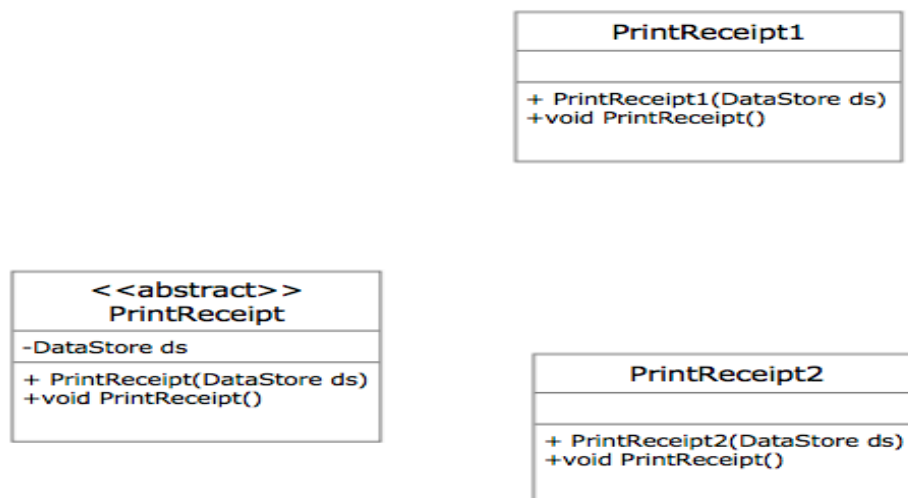 PrintReceipt1
+ PrintReceipt1(DataStore ds)
+void PrintReceipt()
<<abstract>>
PrintReceipt
-DataStore ds
+ PrintReceipt(DataStore ds)
+void PrintReceipt()
PrintReceipt2
+ PrintReceipt2(DataStore ds)
+void PrintReceipt()